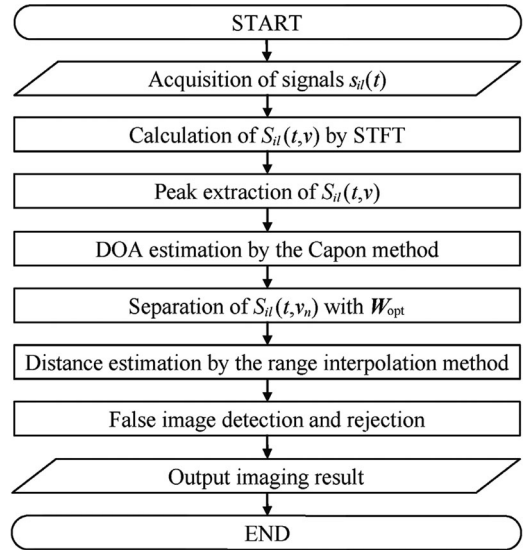 START
Acquisition of signals s_il(t)
Calculation of S_il(t,v) by STFT
Peak extraction of S_il(t,v)
DOA estimation by the Capon method
Separation of S_il(t,v_n) with W_opt
Distance estimation by the range interpolation method
False image detection and rejection
Output imaging result
END